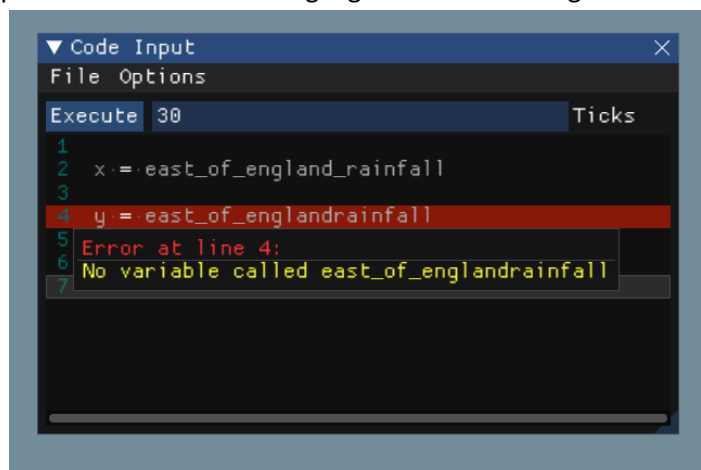 Code Input
File Options
Execute 30 Ticks
1
2 x·=·east_of_england_rainfall
3
4 y·=·east_of_englandrainfall
5
Error at line 4:
6
No variable called east_of_englandrainfall
7